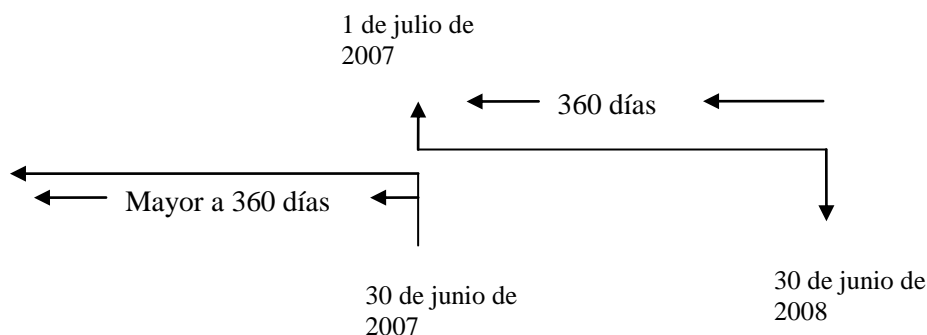 1 de julio de
2007
360 días
Mayor a 360 días
30 de junio de
2008
30 de junio de
2007